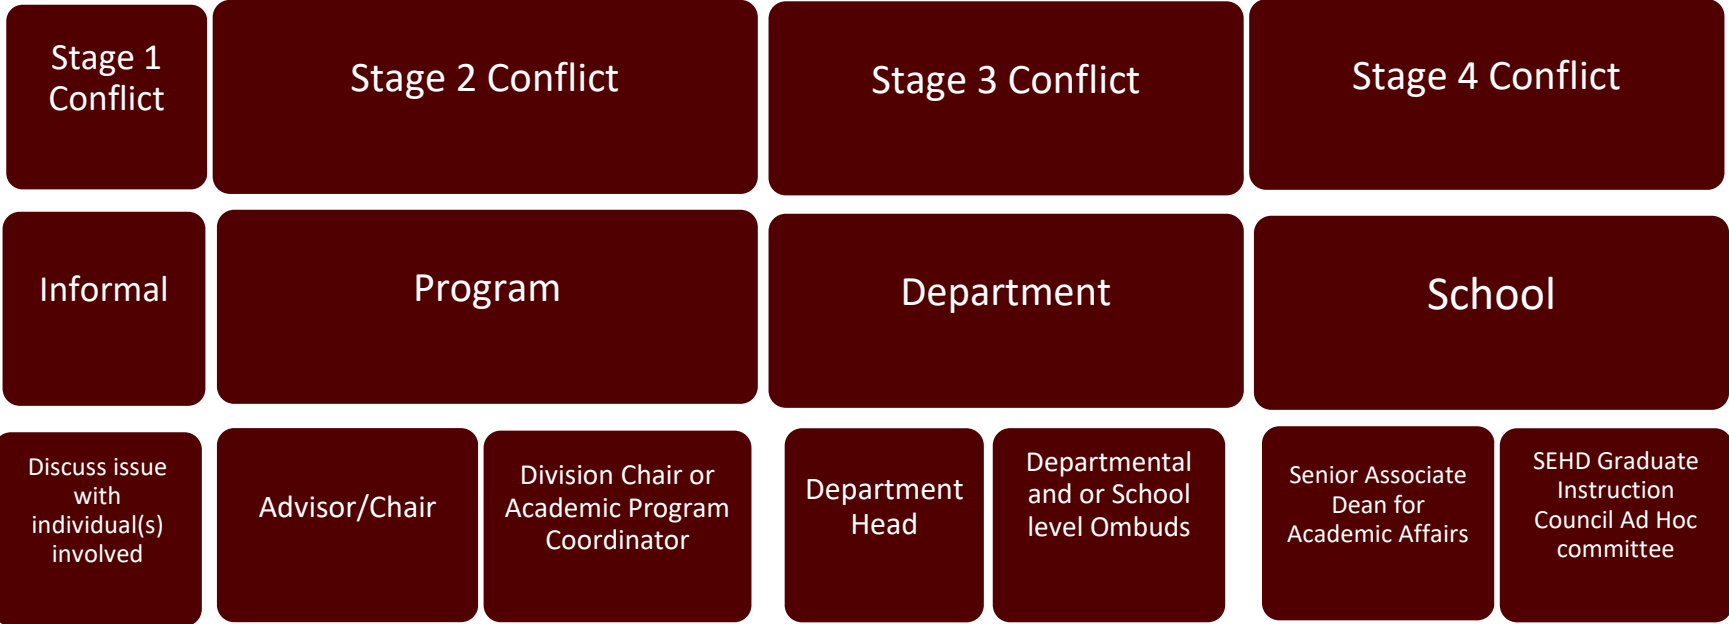 Stage 1
Conflict
Stage 2 Conflict
Stage 3 Conflict
Stage 4 Conflict
Informal
Program
Department
School
Discuss issue
with
individual(s)
involved
Advisor/Chair
Division Chair or
Academic Program
Coordinator
Department
Head
Departmental
and or School
level Ombuds
Senior Associate
Dean for
Academic Affairs
SEHD Graduate
Instruction
Council Ad Hoc
committee